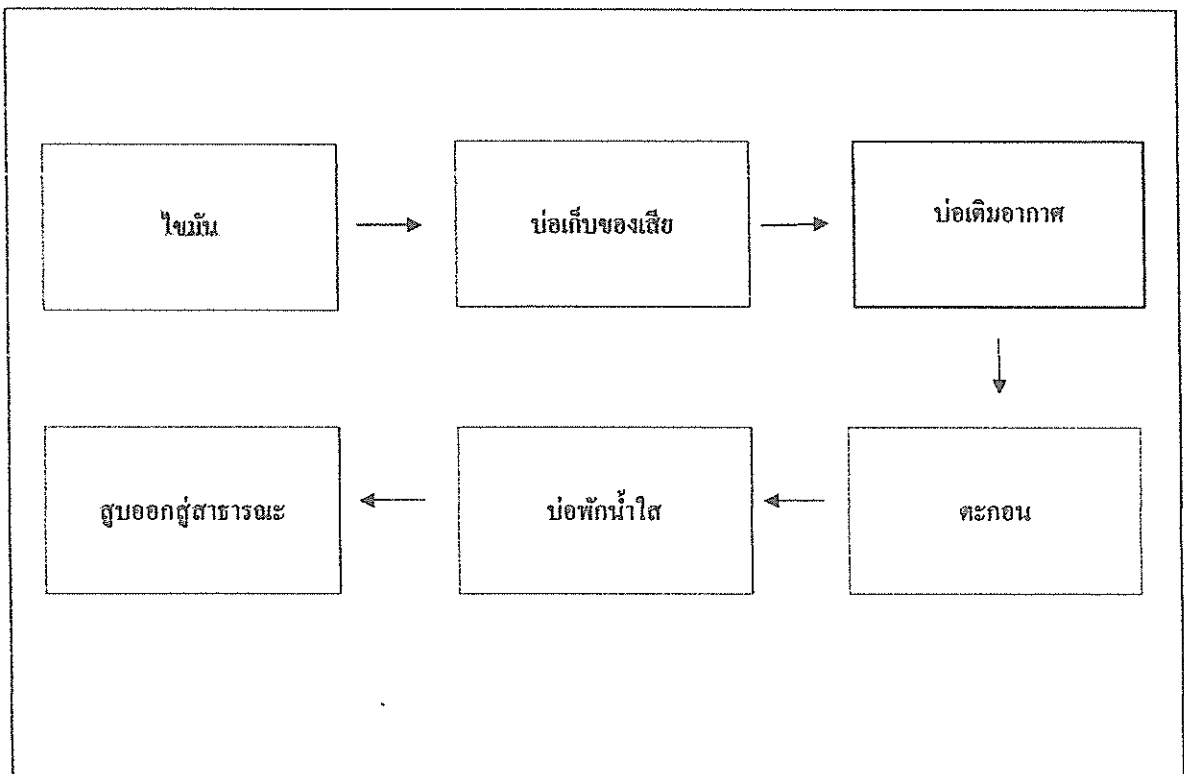 ไขมัน
บ่อเก็บของเสีย
บ่อเติมอากาศ
ตะกอน
บ่อพักน้ำใส
สูบออกสู่สาธารณะ